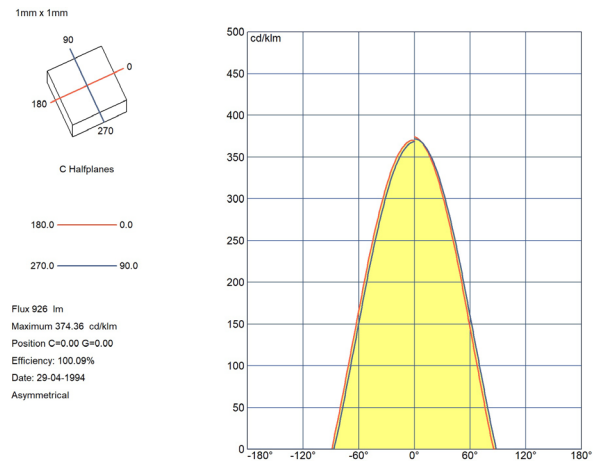 1mm x 1mm
90
0
180
270
C Halfplanes
180.0 0.0
270.0 90.0
Flux 926 lm
Maximum 374.36 cd/klm
Position C=0.00 G=0.00
Efficiency: 100.09%
Date: 29-04-1994
Asymmetrical
500
cd/klm
450
400
350
300
250
200
150
100
50
0
-180° -120° -60° 0° 60° 120° 180°